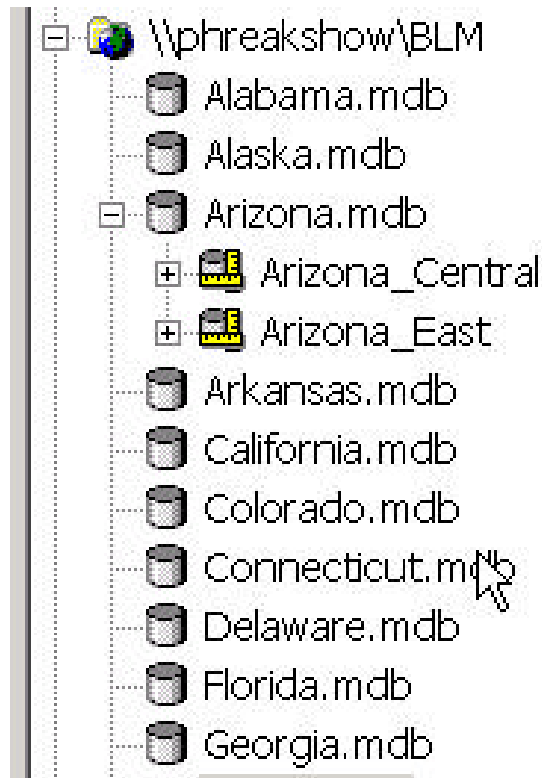 \\phreakshow\BLM
Alabama.mdb
Alaska.mdb
Arizona.mdb
Arizona_Central
Arizona_East
Arkansas.mdb
California.mdb
Colorado.mdb
Connecticut.mdb
Delaware.mdb
Florida.mdb
Georgia.mdb